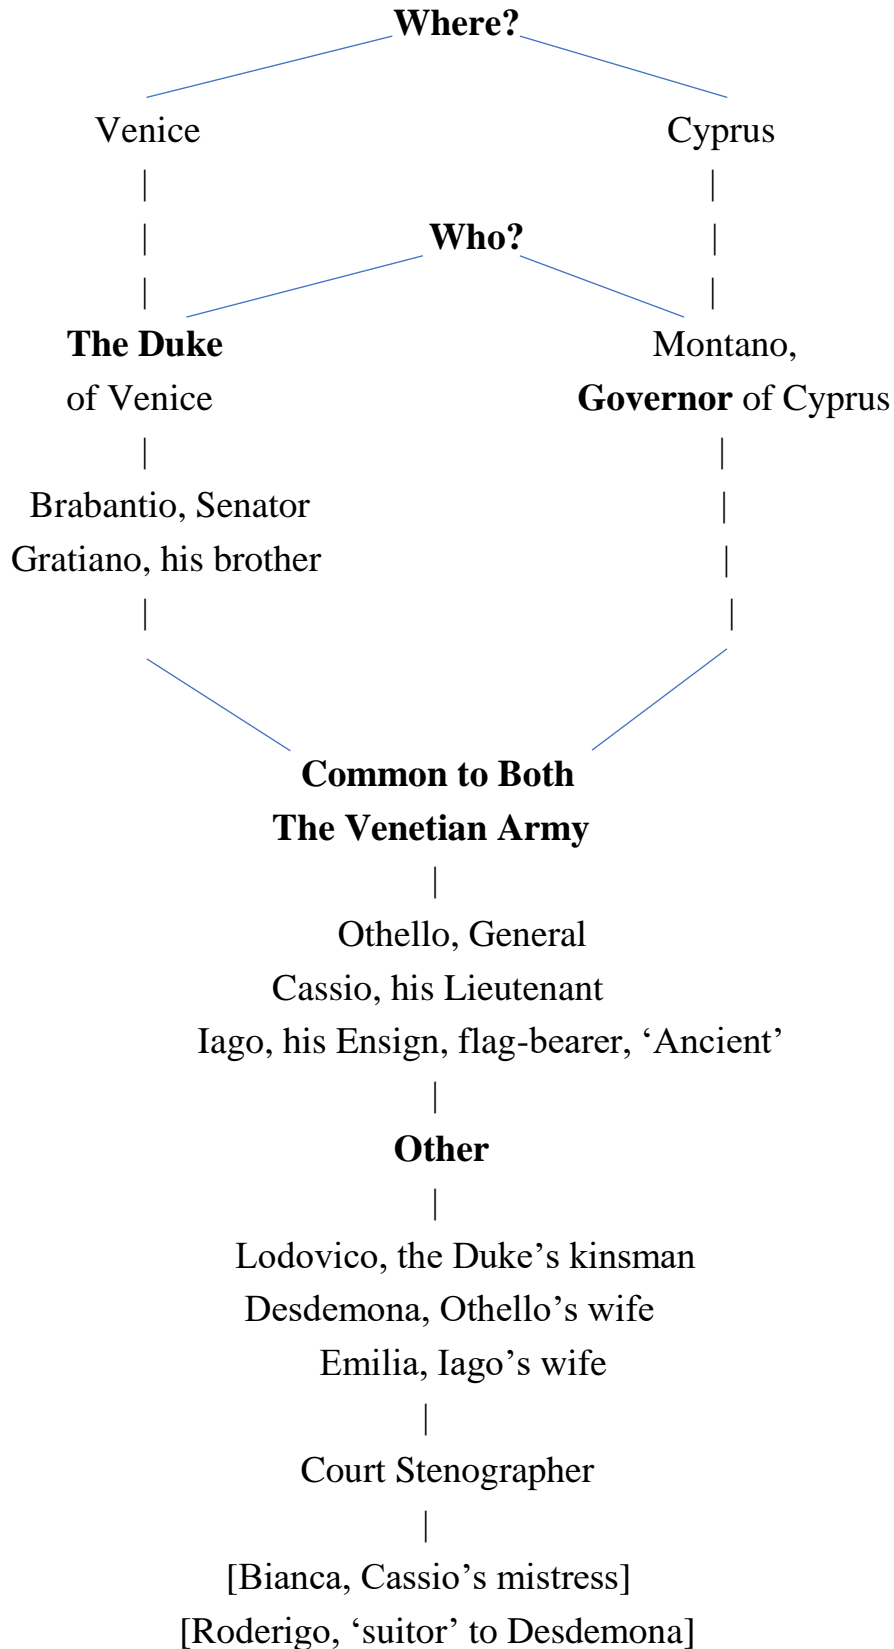 Where?
Venice Cyprus
| |
| |
Who?
| |
The Duke Montano,
of Venice Governor of Cyprus
| |
Brabantio, Senator |
Gratiano, his brother |
| |
Common to Both
The Venetian Army
|
Othello, General
Cassio, his Lieutenant
Iago, his Ensign, flag-bearer, ‘Ancient’
|
Other
|
Lodovico, the Duke’s kinsman
Desdemona, Othello’s wife
Emilia, Iago’s wife
|
Court Stenographer
|
[Bianca, Cassio’s mistress]
[Roderigo, ‘suitor’ to Desdemona]